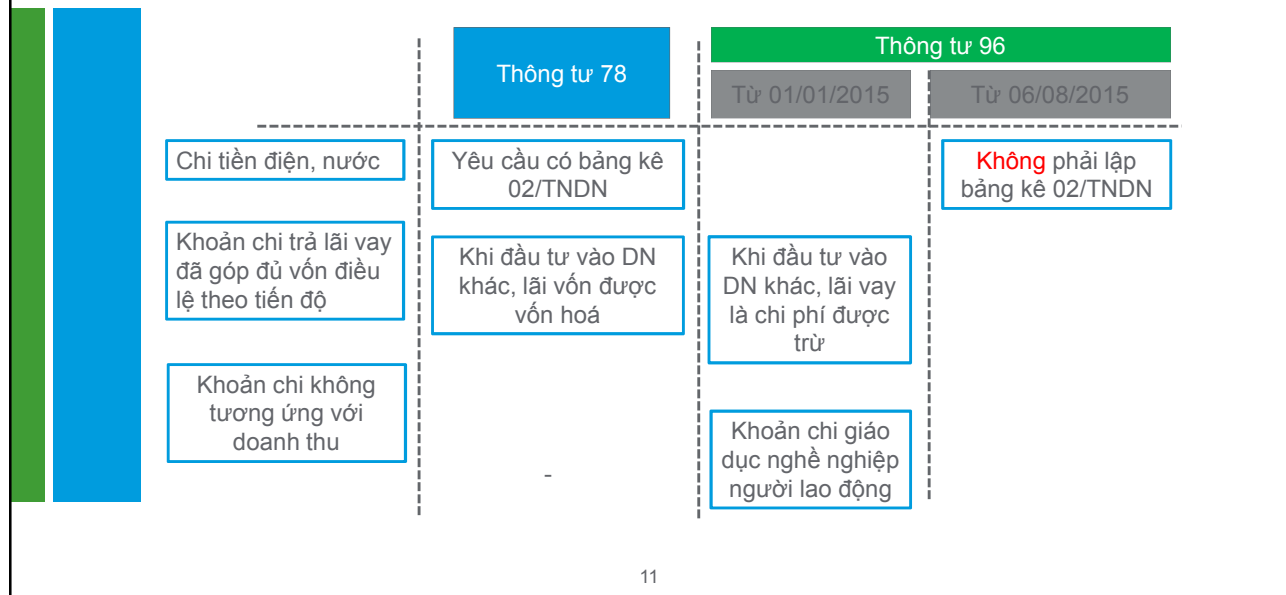 Thông tư 78
Thông tư 96
Từ 01/01/2015
Từ 06/08/2015
Chi tiền điện, nước
Yêu cầu có bảng kê
02/TNDN
Không phải lập
bảng kê 02/TNDN
Khoản chi trả lãi vay
đã góp đủ vốn điều
lệ theo tiến độ
Khi đầu tư vào DN
khác, lãi vốn được
vốn hoá
Khi đầu tư vào
DN khác, lãi vay
là chi phí được
trừ
Khoản chi không
tương ứng với
doanh thu
-
Khoản chi giáo
dục nghề nghiệp
người lao động
11